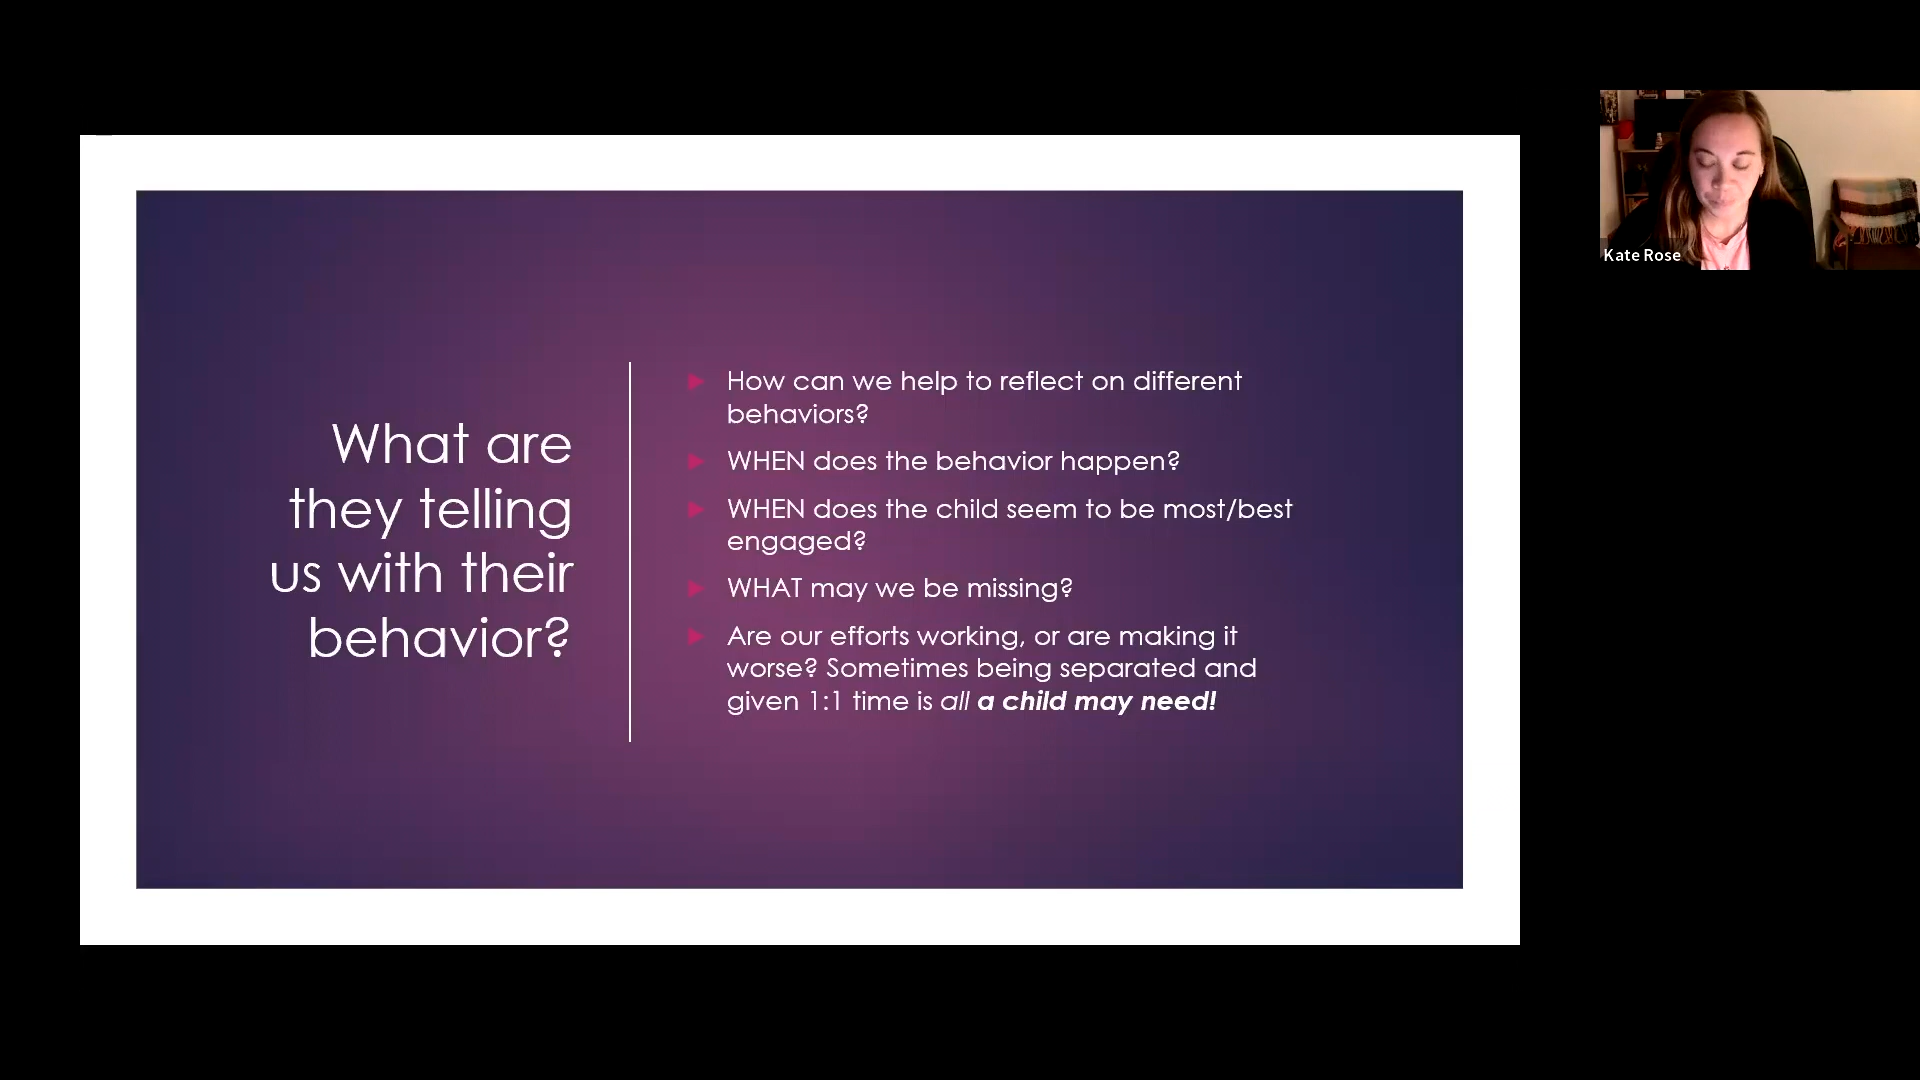 What are
they telling
us with their
behavior?
How can we help to reflect on different
behaviors?
WHEN does the behavior happen?
WHEN does the child seem to be most/best
engaged?
WHAT may we be missing?
Are our efforts working, or are making it
worse? Sometimes being separated and
given 1:1 time is all a child may need!
Kate Rose